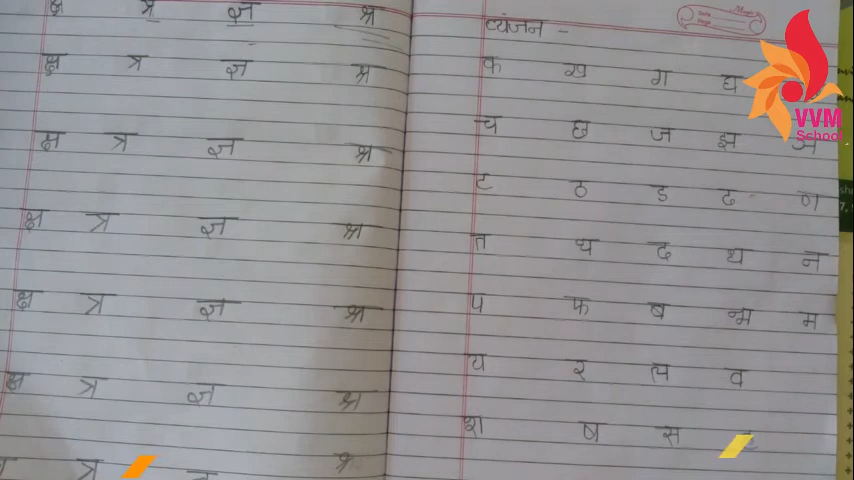 क्ष त्र ज्ञ श्र
क्ष त्र ज्ञ श्र
क्ष त्र ज्ञ श्र
क्ष त्र ज्ञ श्र
क्ष त्र ज्ञ श्र
क्ष त्र ज्ञ श्र
त्र श्र
व्यंजन -
क ख ग घ
च छ ज झ
ट ठ ड ढ ण
त थ द ध न
प फ ब भ म
य र ल व
श ष स
VVM
School